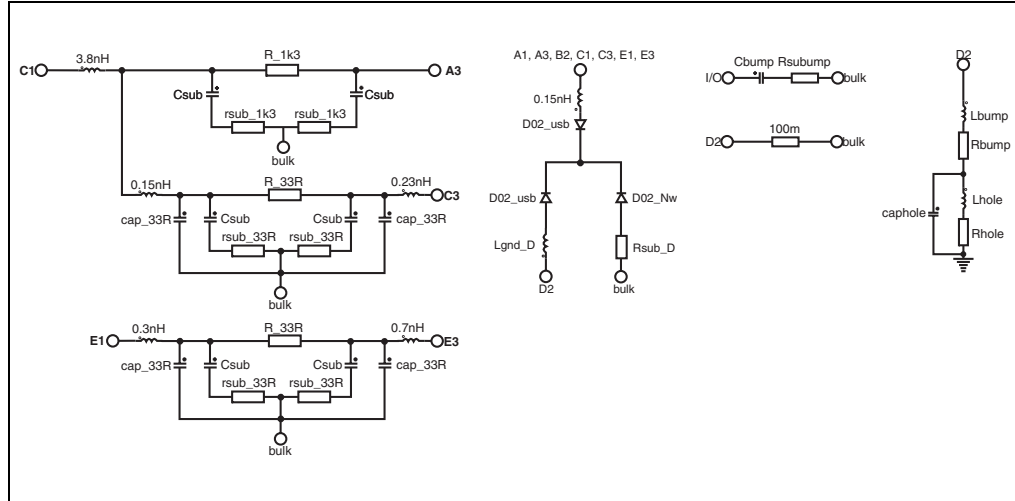 C1
3.8nH
R_1k3
A3
Csub
Csub
rsub_1k3
rsub_1k3
bulk
0.15nH
R_33R
0.23nH
C3
cap_33R
Csub
Csub
cap_33R
rsub_33R
rsub_33R
bulk
E1
0.3nH
R_33R
0.7nH
E3
cap_33R
Csub
Csub
cap_33R
rsub_33R
rsub_33R
bulk
A1, A3, B2, C1, C3, E1, E3
0.15nH
D02_usb
D02_usb
D02_Nw
Lgnd_D
Rsub_D
D2
bulk
Cbump Rsubump
I/O
bulk
100m
D2
bulk
D2
Lbump
Rbump
Lhole
caphole
Rhole